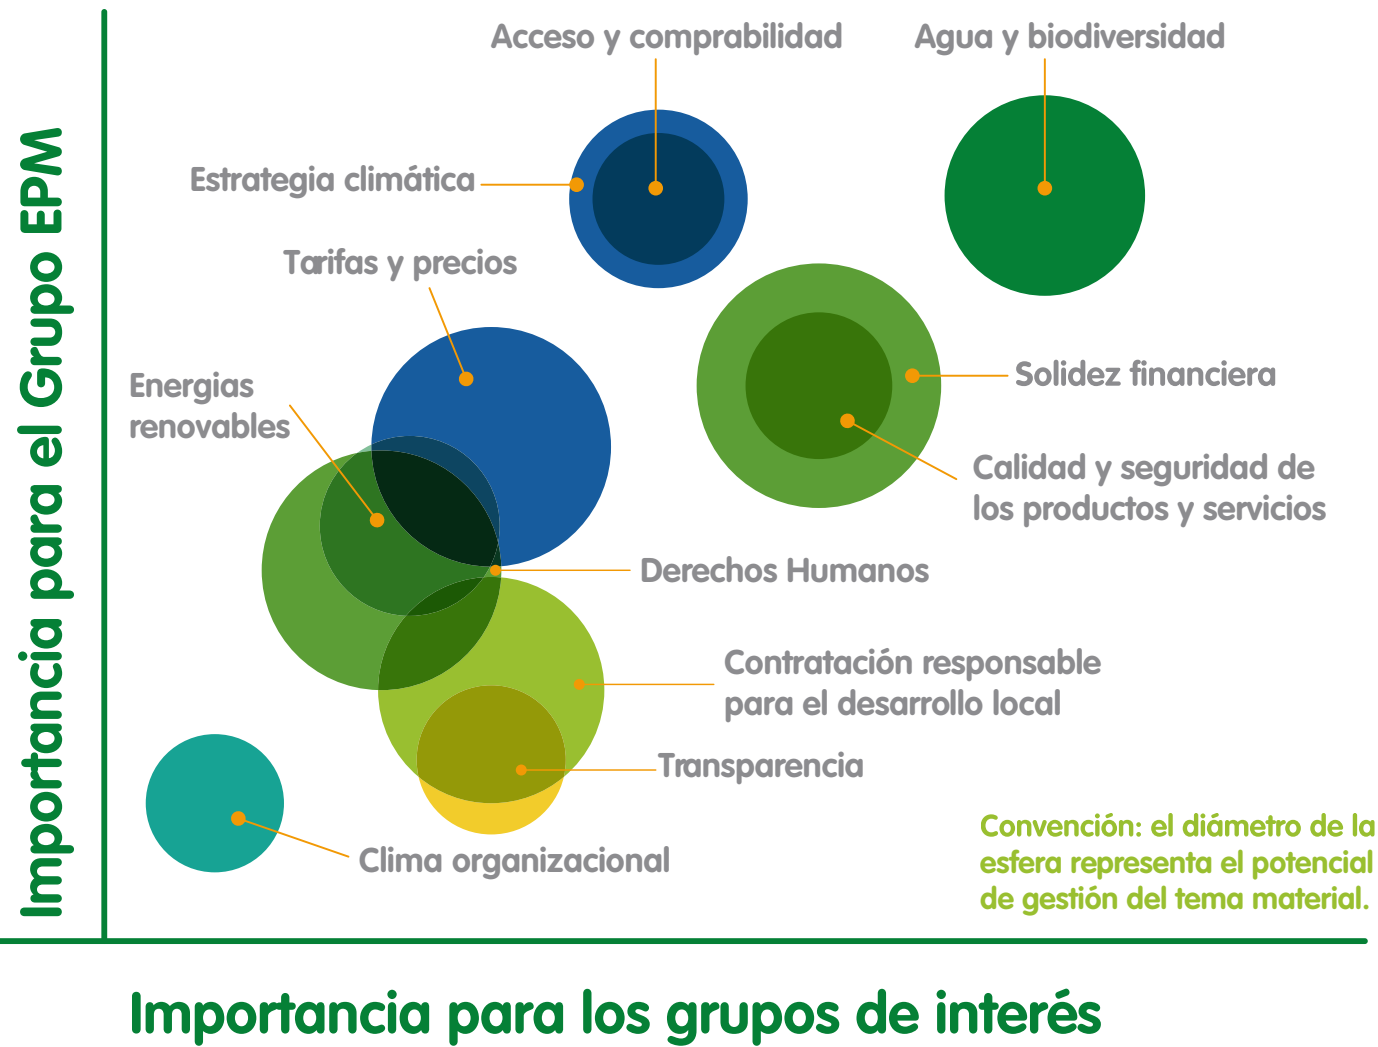 Acceso y comprabilidad
Agua y biodiversidad
Estrategia climática
Tarifas y precios
Energias
renovables
Solidez financiera
Calidad y seguridad de
los productos y servicios
Derechos Humanos
Contratación responsable
para el desarrollo local
Transparencia
Clima organizacional
Convención: el diámetro de la
esfera representa el potencial
de gestión del tema material.
Importancia para el Grupo EPM
Importancia para los grupos de interés